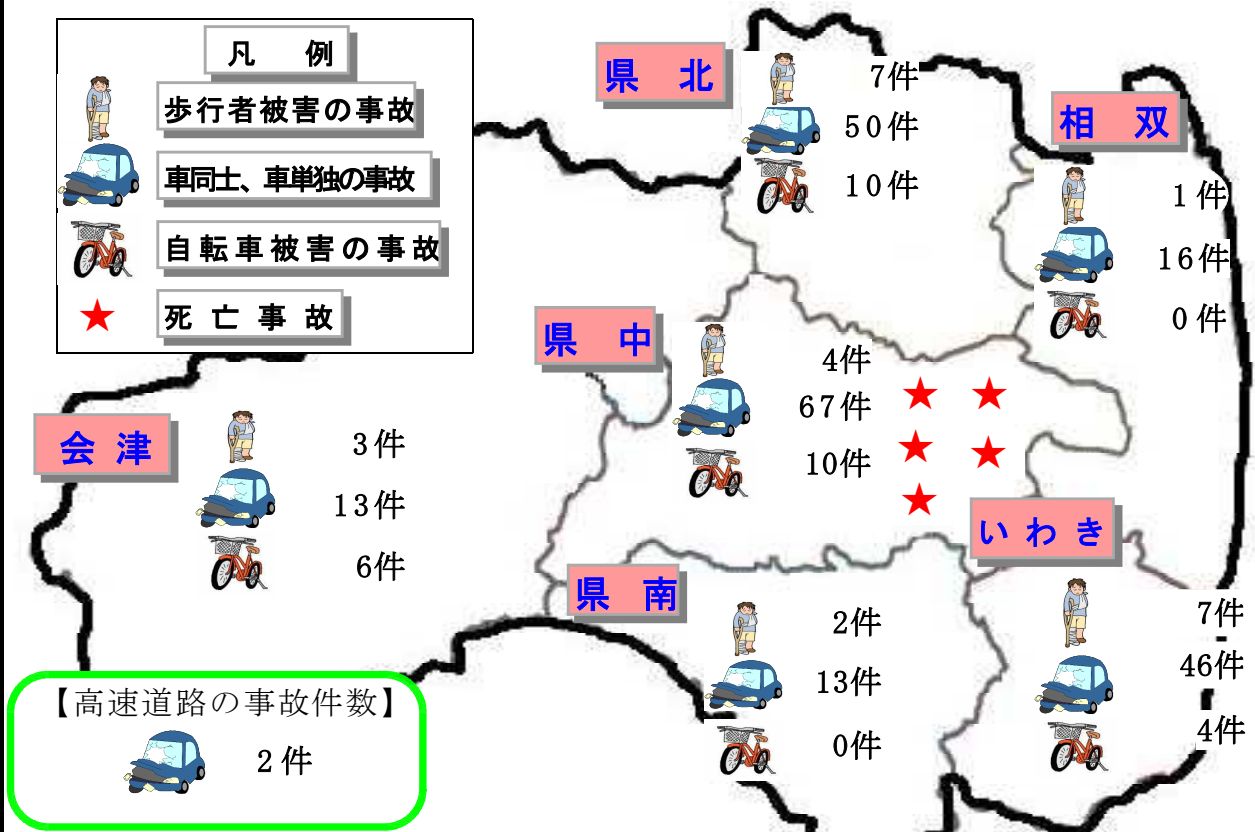 凡 例
歩行者被害の事故
車同士、車単独の事故
自転車被害の事故
死亡事故
県 北
7件
50件
10件
相 双
1件
16件
0件
県 中
4件
67件
10件
会 津
3件
13件
6件
いわき
7件
46件
4件
県 南
2件
13件
0件
【高速道路の事故件数】
2件